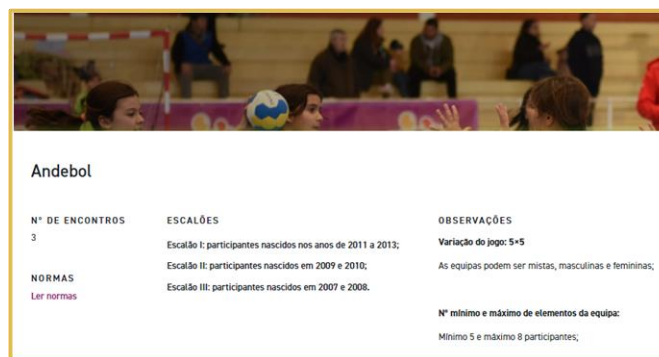 Andebol
Nº DE ENCONTROS
3
NORMAS
Ler normas
ESCALÕES
Escalão I: participantes nascidos nos anos de 2011 a 2013;
Escalão II: participantes nascidos em 2009 e 2010;
Escalão III: participantes nascidos em 2007 e 2008.
OBSERVAÇÕES
Variação do jogo: 5×5
As equipas podem ser mistas, masculinas e femininas;
Nº mínimo e máximo de elementos da equipa:
Mínimo 5 e máximo 8 participantes;